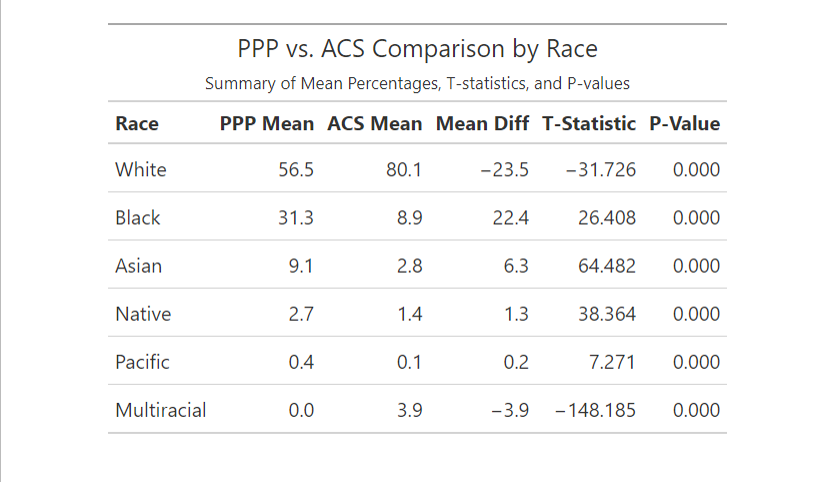 PPP vs. ACS Comparison by Race
Summary of Mean Percentages, T-statistics, and P-values
Race PPP Mean ACS Mean Mean Diff T-Statistic P-Value
White 56.5 80.1 −23.5 −31.726 0.000
Black 31.3 8.9 22.4 26.408 0.000
Asian 9.1 2.8 6.3 64.482 0.000
Native 2.7 1.4 1.3 38.364 0.000
Pacific 0.4 0.1 0.2 7.271 0.000
Multiracial 0.0 3.9 −3.9 −148.185 0.000